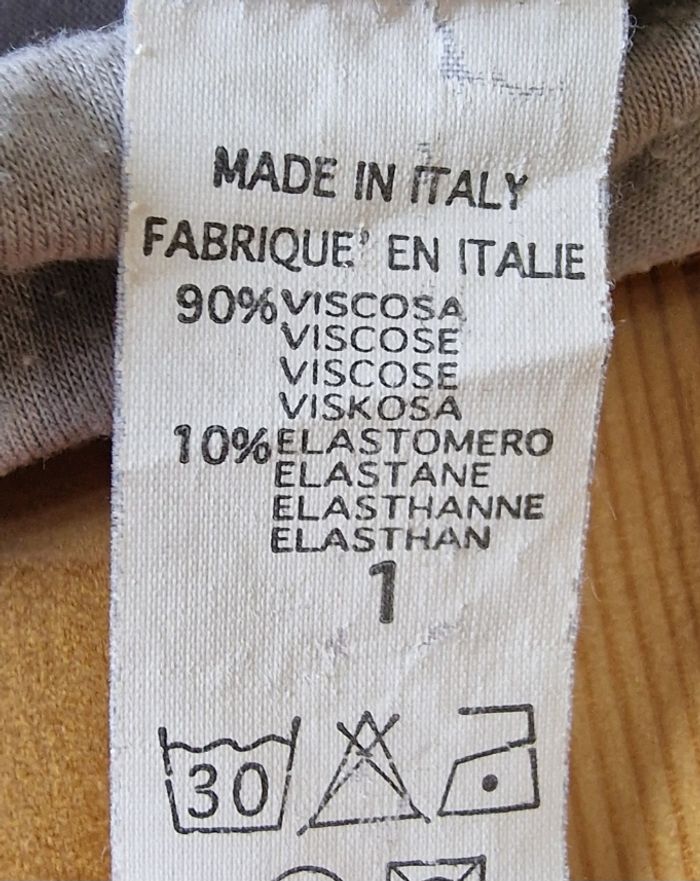 MADE IN ITALY
FABRIQUE' EN ITALIE
90% VISCOSA
VISCOSE
VISCOSE
VISKOSA
10% ELASTOMERO
ELASTANE
ELASTHANNE
ELASTHAN
1
30